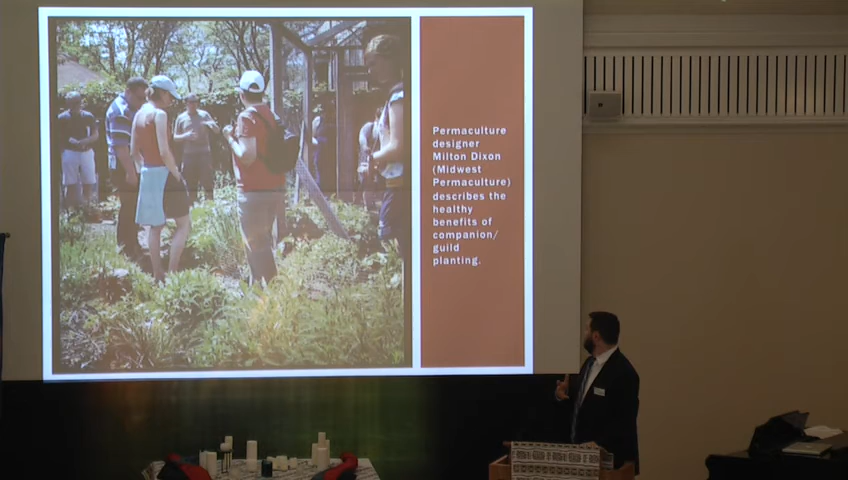 Permaculture
designer
Milton Dixon
(Midwest
Permaculture)
describes the
healthy
benefits of
companion/
guild
planting.